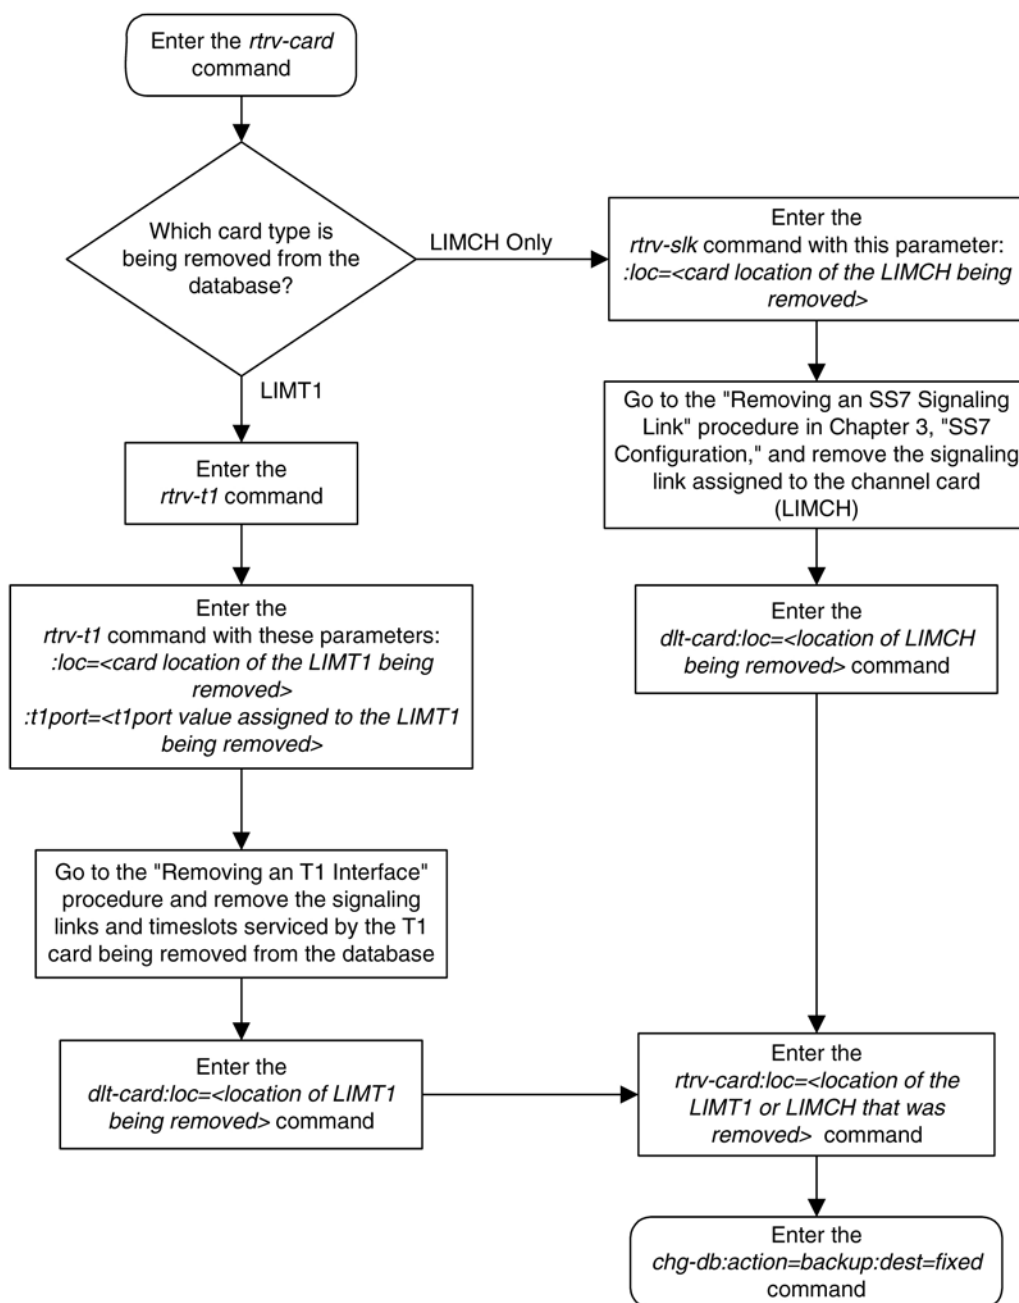 Enter the rtrv-card
command
Which card type is
being removed from the
database?
LIMCH Only
LIMT1
Enter the
rtrv-slk command with this parameter:
:loc=<card location of the LIMCH being
removed>
Go to the "Removing an SS7 Signaling
Link" procedure in Chapter 3, "SS7
Configuration," and remove the signaling
link assigned to the channel card
(LIMCH)
Enter the
dlt-card:loc=<location of LIMCH
being removed> command
Enter the
rtrv-t1 command
Enter the
rtrv-t1 command with these parameters:
:loc=<card location of the LIMT1 being
removed>
:t1port=<t1port value assigned to the LIMT1
being removed>
Go to the "Removing an T1 Interface"
procedure and remove the signaling
links and timeslots serviced by the T1
card being removed from the database
Enter the
dlt-card:loc=<location of LIMT1
being removed> command
Enter the
rtrv-card:loc=<location of the
LIMT1 or LIMCH that was
removed> command
Enter the
chg-db:action=backup:dest=fixed
command